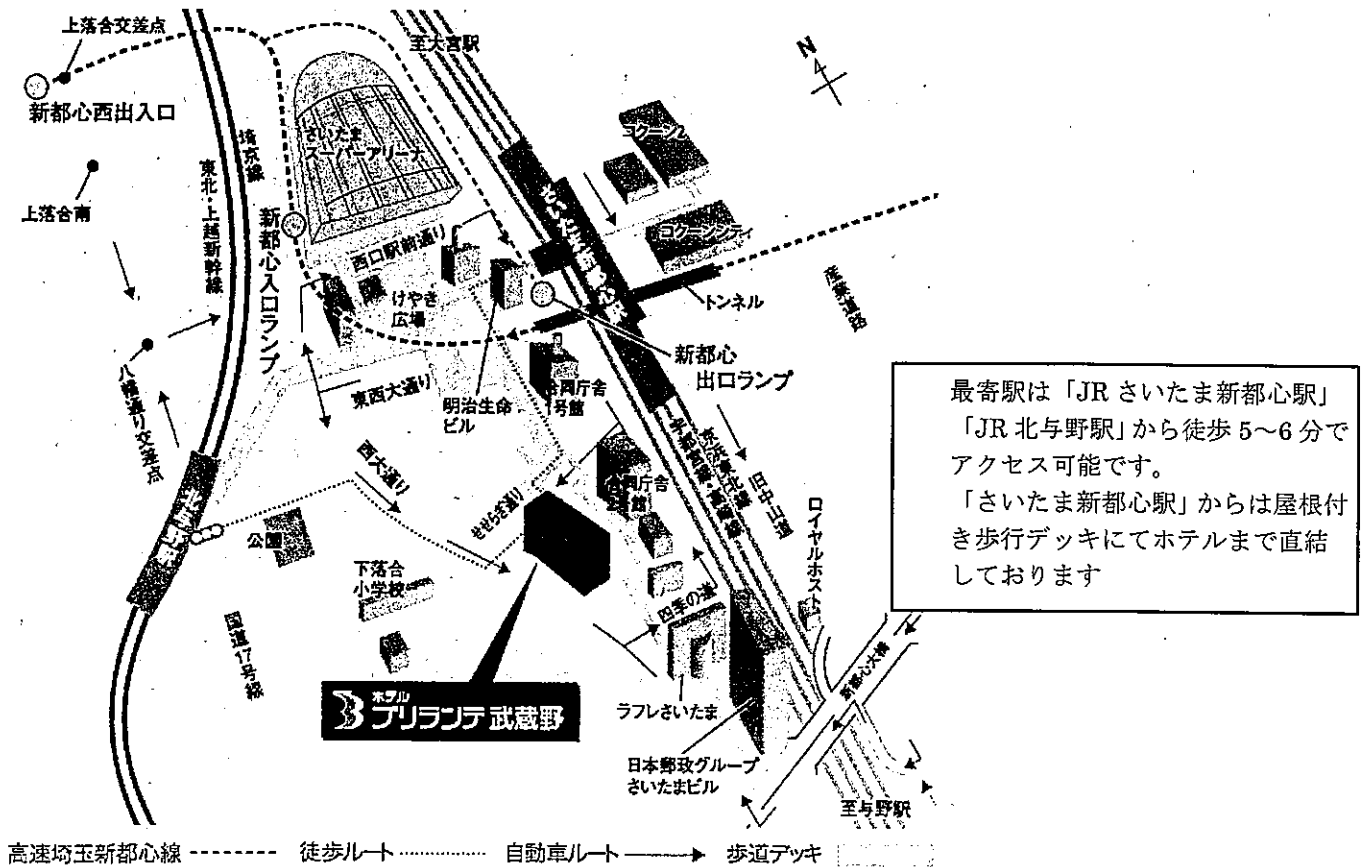 上落合交差点
至大宮駅
N
新都心西出入口
埼京線
東北・上越新幹線
上落合南
さいたま
スーパーアリーナ
コクーン2
新都心入口ランプ
西口駅前通り
コクーンシティ
けやき
広場
トンネル
産業道路
新都心
出口ランプ
八幡通り交差点
東西大通り
明治生命
ビル
合同庁舎
1号館
西大通り
せせらぎ通り
合同庁舎
2号館
宇都宮線・高崎線
京浜東北線
旧中山道
ロイヤルホスト
公園
下落合
小学校
四季の道
国道17号線
新都心大橋
ホテル
ブリランテ武蔵野
ラフレさいたま
日本郵政グループ
さいたまビル
至与野駅
最寄駅は「JRさいたま新都心駅」
「JR北与野駅」から徒歩5~6分で
アクセス可能です。
「さいたま新都心駅」からは屋根付
き歩行デッキにてホテルまで直結
しております
高速埼玉新都心線 徒歩ルート 自動車ルート 歩道デッキ